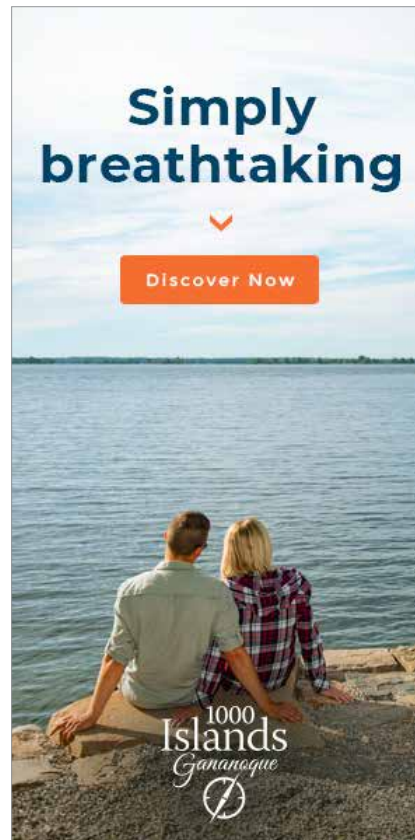 Simply
breathtaking
Discover Now
1000
Islands
Gananoque